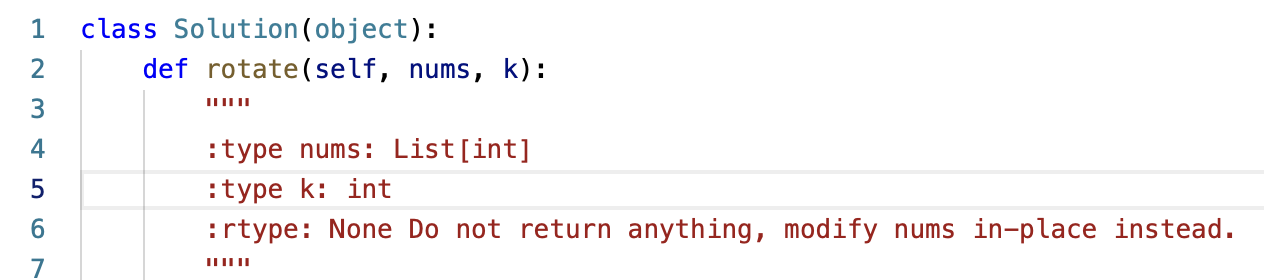 1 class Solution(object):
2     def rotate(self, nums, k):
3         """
4         :type nums: List[int]
5         :type k: int
6         :rtype: None Do not return anything, modify nums in-place instead.
7         """